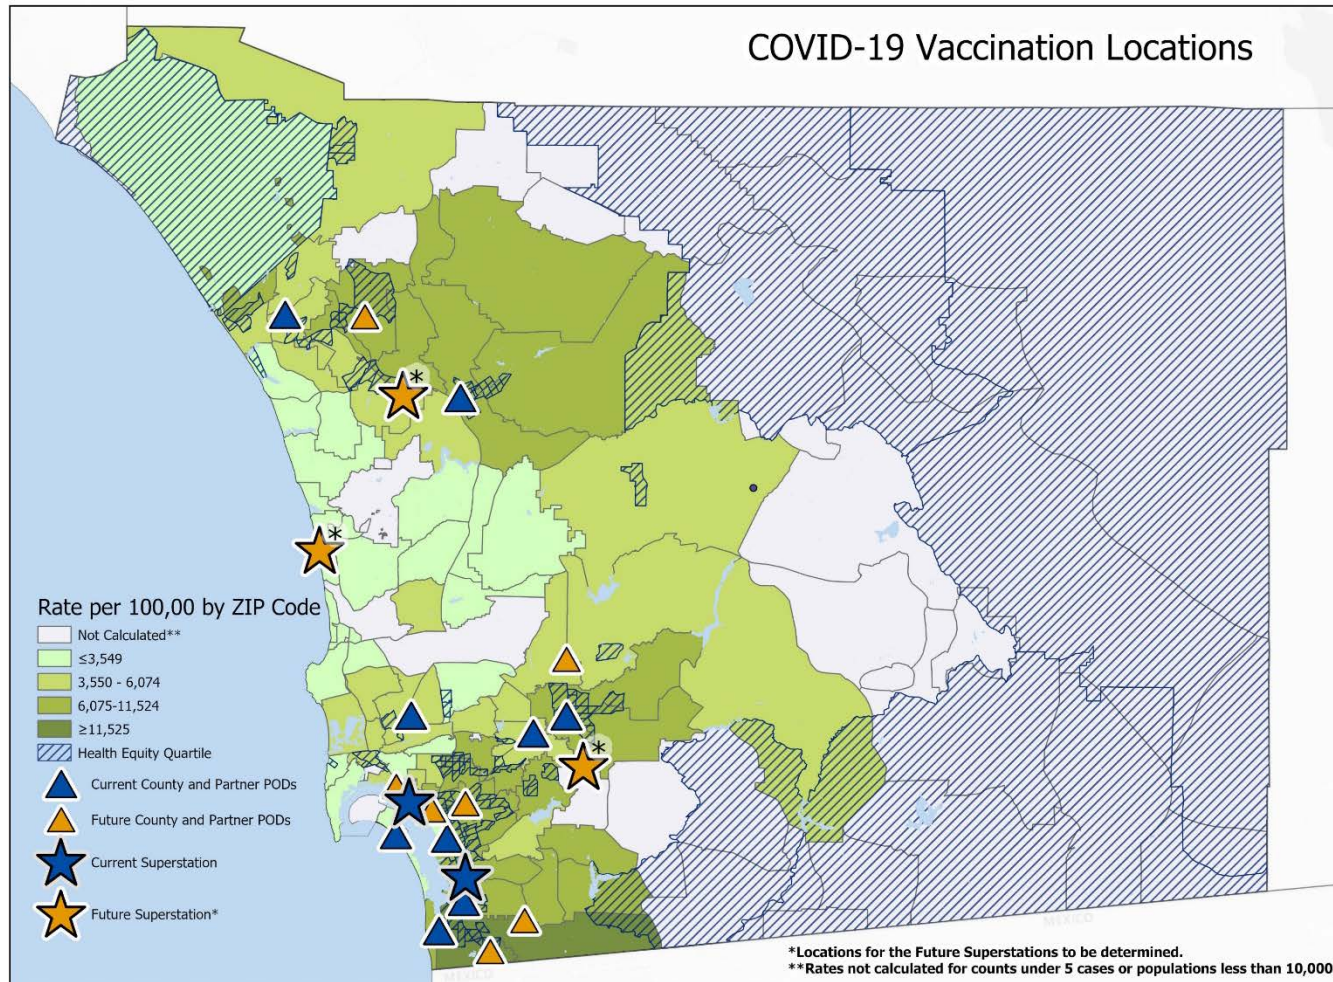 COVID-19 Vaccination Locations
*
*
Rate per 100,00 by ZIP Code
Not Calculated**
≤3,549
3,550 - 6,074
6,075-11,524
≥11,525
Health Equity Quartile
*
Current County and Partner PODs
Future County and Partner PODs
Current Superstation
Future Superstation*
MEXICO
MEXICO
*Locations for the Future Superstations to be determined.
**Rates not calculated for counts under 5 cases or populations less than 10,000